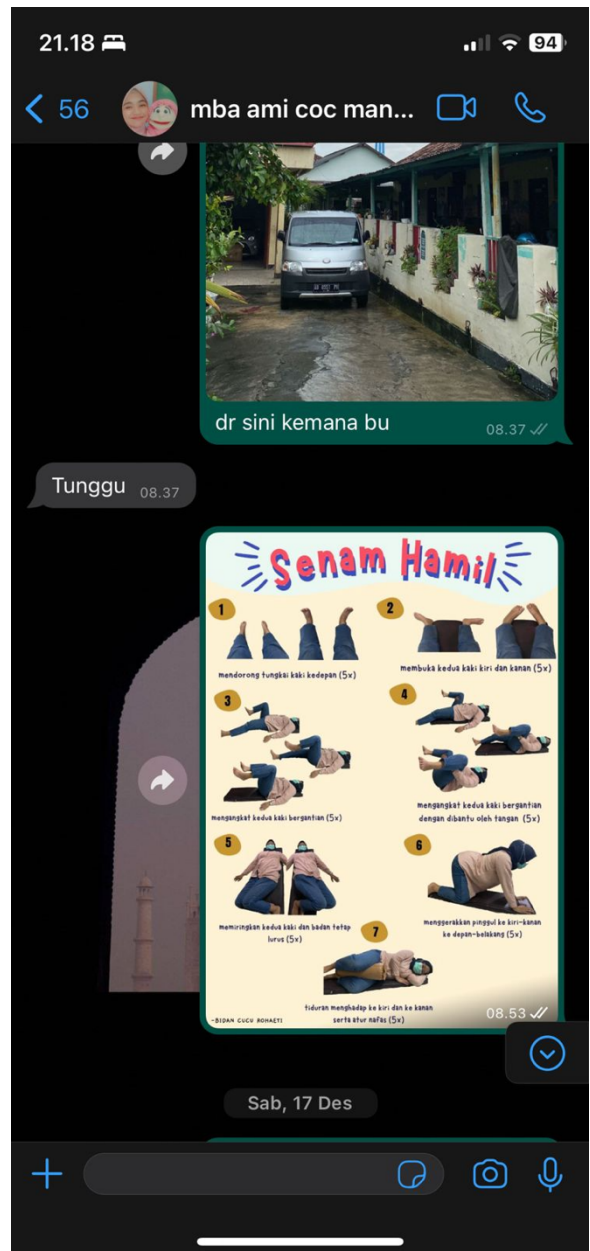 21.18
94
56
mba ami coc man...
dr sini kemana bu
08.37
Tunggu 08.37
Senam Hamil
1
2
mendorong tungkai kaki kedepan (5x)
membuka kedua kaki kiri dan kanan (5x)
3
4
mengangkat kedua kaki bergantian (5x)
mengangkat kedua kaki bergantian
dengan dibantu oleh tangan (5x)
5
6
memiringkan kedua kaki dan badan tetap
lurus (5x)
menggerakkan pinggul ke kiri-kanan
ke depan-belakang (5x)
7
tiduran menghadap ke kiri dan ke kanan
serta atur nafas (5x)
-BIDAN CUCU ROHAETI
08.53
Sab, 17 Des